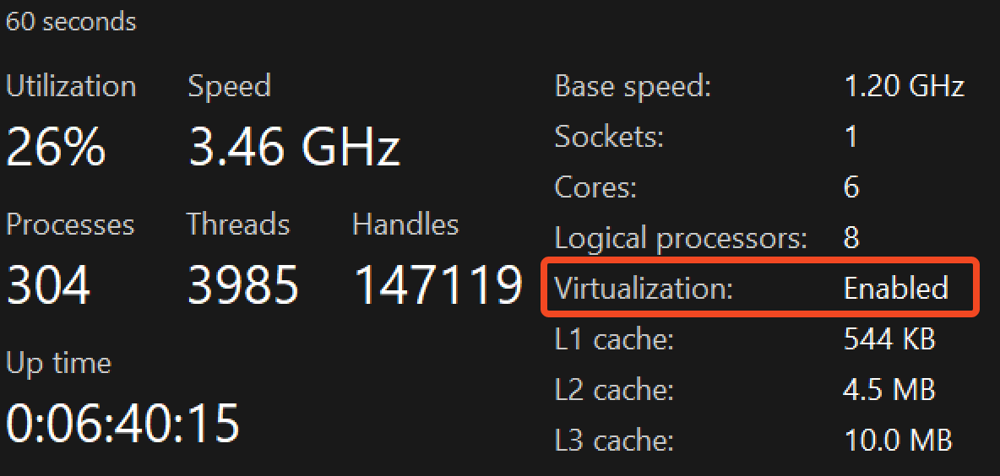 60 seconds
Utilization Speed
26% 3.46 GHz
Processes Threads Handles
304 3985 147119
Up time
0:06:40:15
Base speed: 1.20 GHz
Sockets: 1
Cores: 6
Logical processors: 8
Virtualization: Enabled
L1 cache: 544 KB
L2 cache: 4.5 MB
L3 cache: 10.0 MB